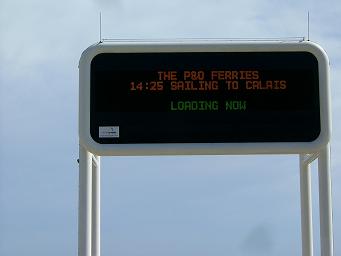 THE P&O FERRIES
14:25 SAILING TO CALAIS
LOADING NOW